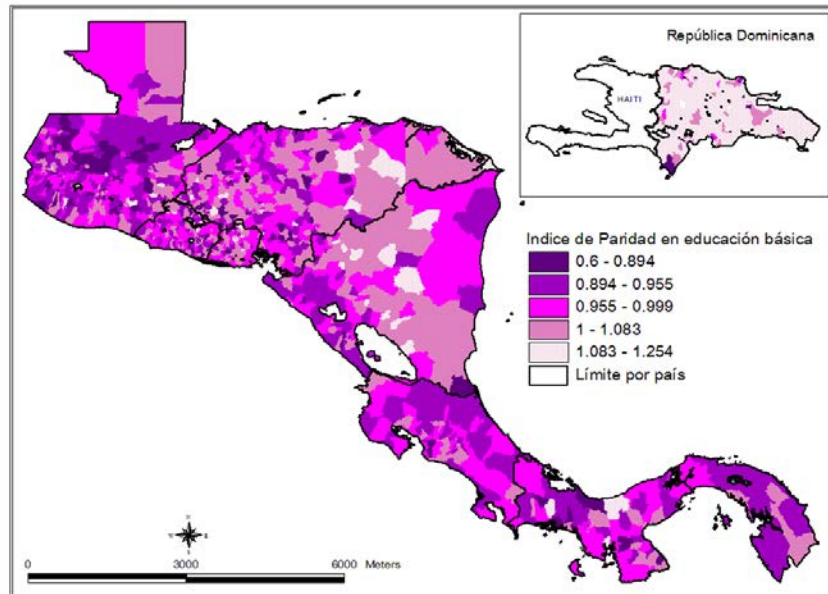 República Dominicana
HAITI
Indice de Paridad en educación básica
0.6 - 0.894
0.894 - 0.955
0.955 - 0.999
1 - 1.083
1.083 - 1.254
Límite por país
0 3000 6000 Meters